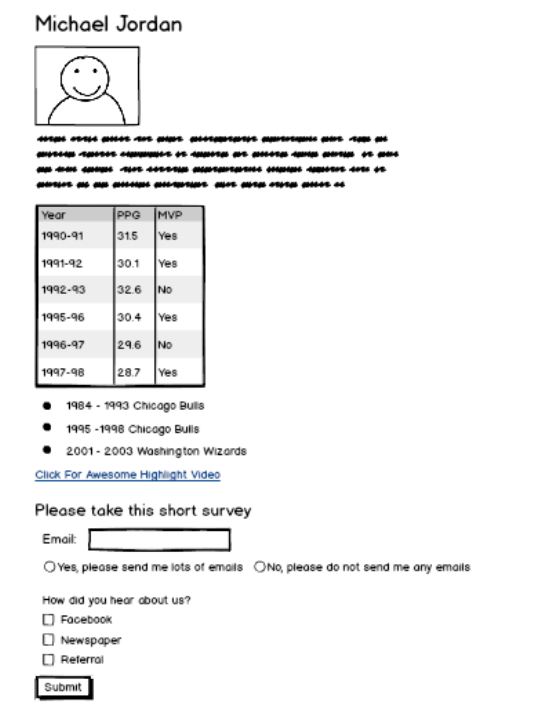 Michael Jordan
Year PPG MVP
1990-91 31.5 Yes
1991-92 30.1 Yes
1992-93 32.6 No
1995-96 30.4 Yes
1996-97 29.6 No
1997-98 28.7 Yes
1984 - 1993 Chicago Bulls
1995 -1998 Chicago Bulls
2001 - 2003 Washington Wizards
Click For Awesome Highlight Video
Please take this short survey
Email:
Yes, please send me lots of emails No, please do not send me any emails
How did you hear about us?
Facebook
Newspaper
Referral
Submit